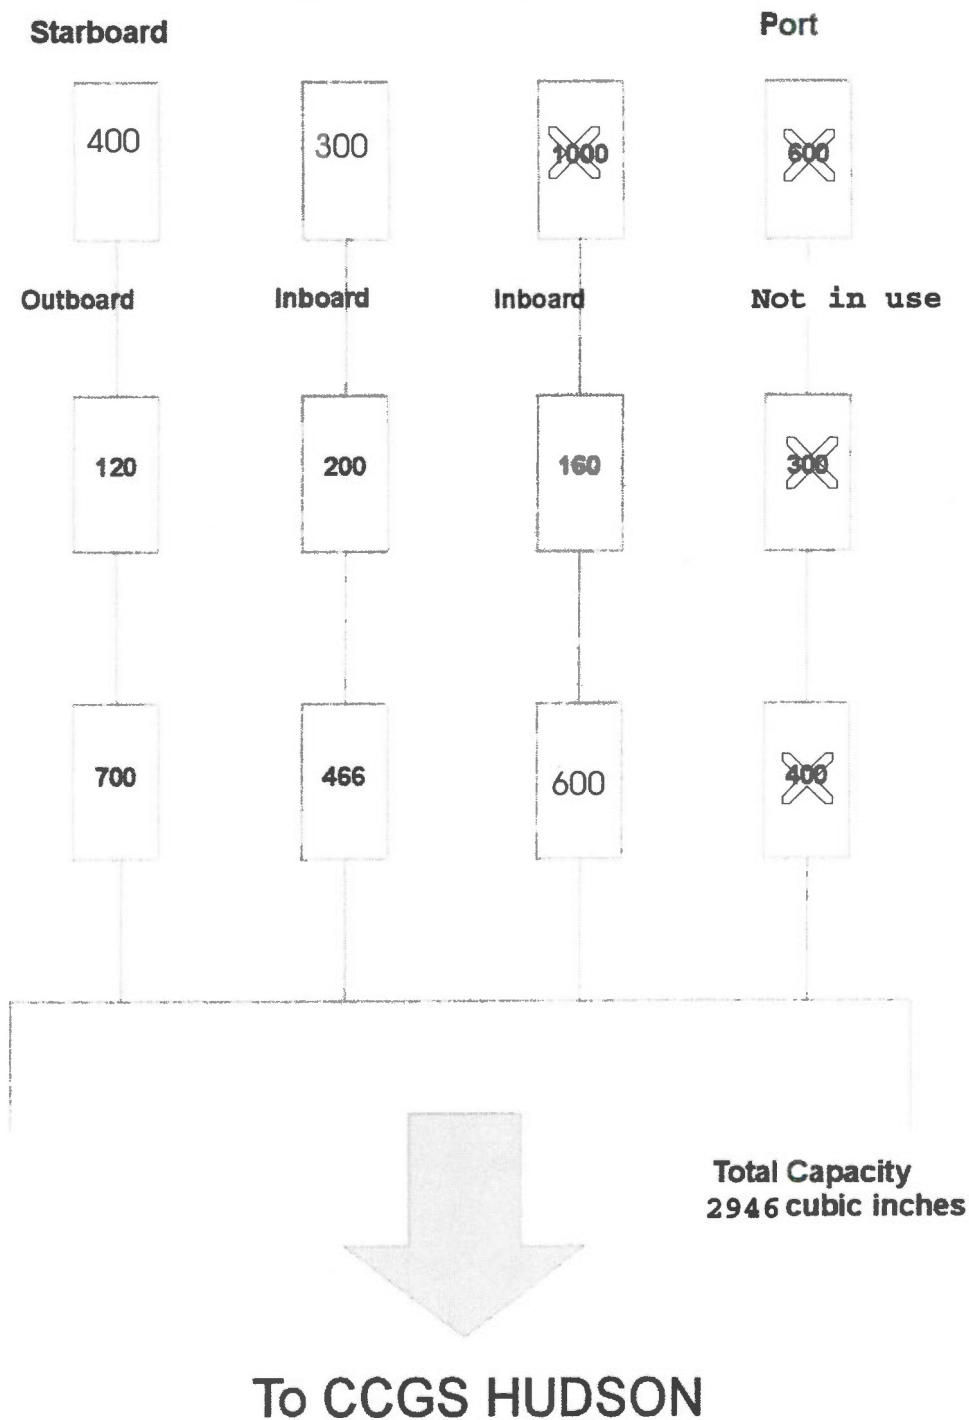 Starboard Port
400 300 1000 600
Outboard Inboard Inboard Not in use
120 200 160 300
700 466 600 400
Total Capacity
2946 cubic inches
To CCGS HUDSON